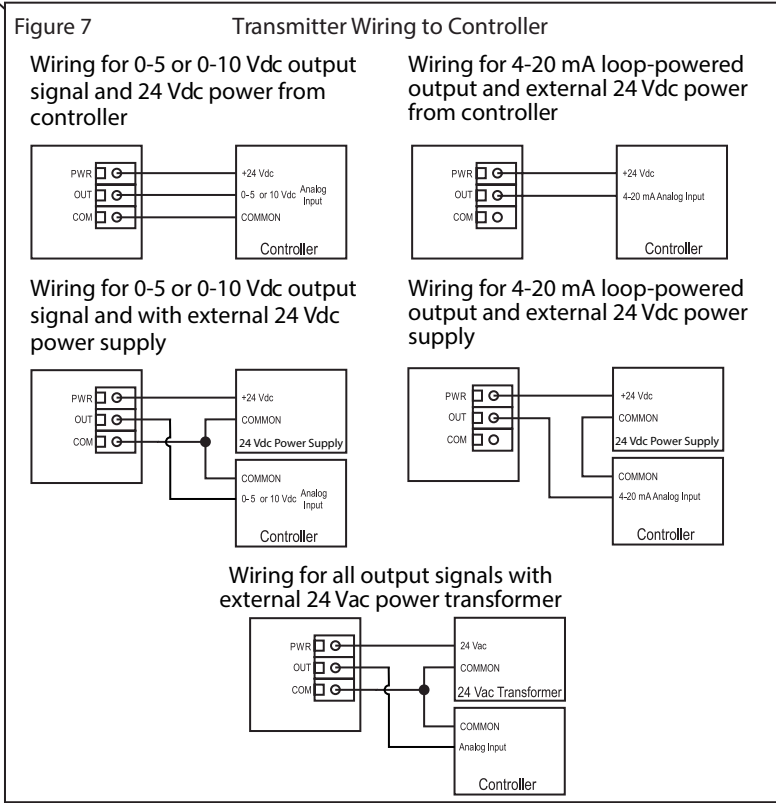 Figure 7
Transmitter Wiring to Controller
Wiring for 0-5 or 0-10 Vdc output
signal and 24 Vdc power from
controller
PWR
OUT
COM
+24 Vdc
0-5 or 10 Vdc Analog
Input
COMMON
Controller
Wiring for 4-20 mA loop-powered
output and external 24 Vdc power
from controller
PWR
OUT
COM
+24 Vdc
4-20 mA Analog Input
Controller
Wiring for 0-5 or 0-10 Vdc output
signal and with external 24 Vdc
power supply
PWR
OUT
COM
+24 Vdc
COMMON
24 Vdc Power Supply
COMMON
0-5 or 10 Vdc Analog
Input
Controller
Wiring for 4-20 mA loop-powered
output and external 24 Vdc power
supply
PWR
OUT
COM
+24 Vdc
COMMON
24 Vdc Power Supply
COMMON
4-20 mA Analog Input
Controller
Wiring for all output signals with
external 24 Vac power transformer
PWR
OUT
COM
24 Vac
COMMON
24 Vac Transformer
COMMON
Analog Input
Controller